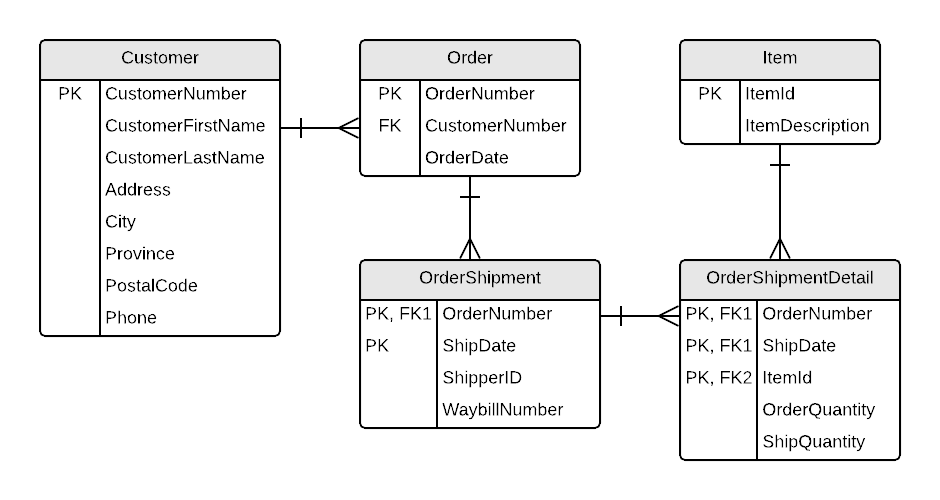 Customer
PK CustomerNumber
CustomerFirstName
CustomerLastName
Address
City
Province
PostalCode
Phone
Order
PK OrderNumber
FK CustomerNumber
OrderDate
Item
PK ItemId
ItemDescription
OrderShipment
PK, FK1 OrderNumber
PK ShipDate
ShipperID
WaybillNumber
OrderShipmentDetail
PK, FK1 OrderNumber
PK, FK1 ShipDate
PK, FK2 ItemId
OrderQuantity
ShipQuantity